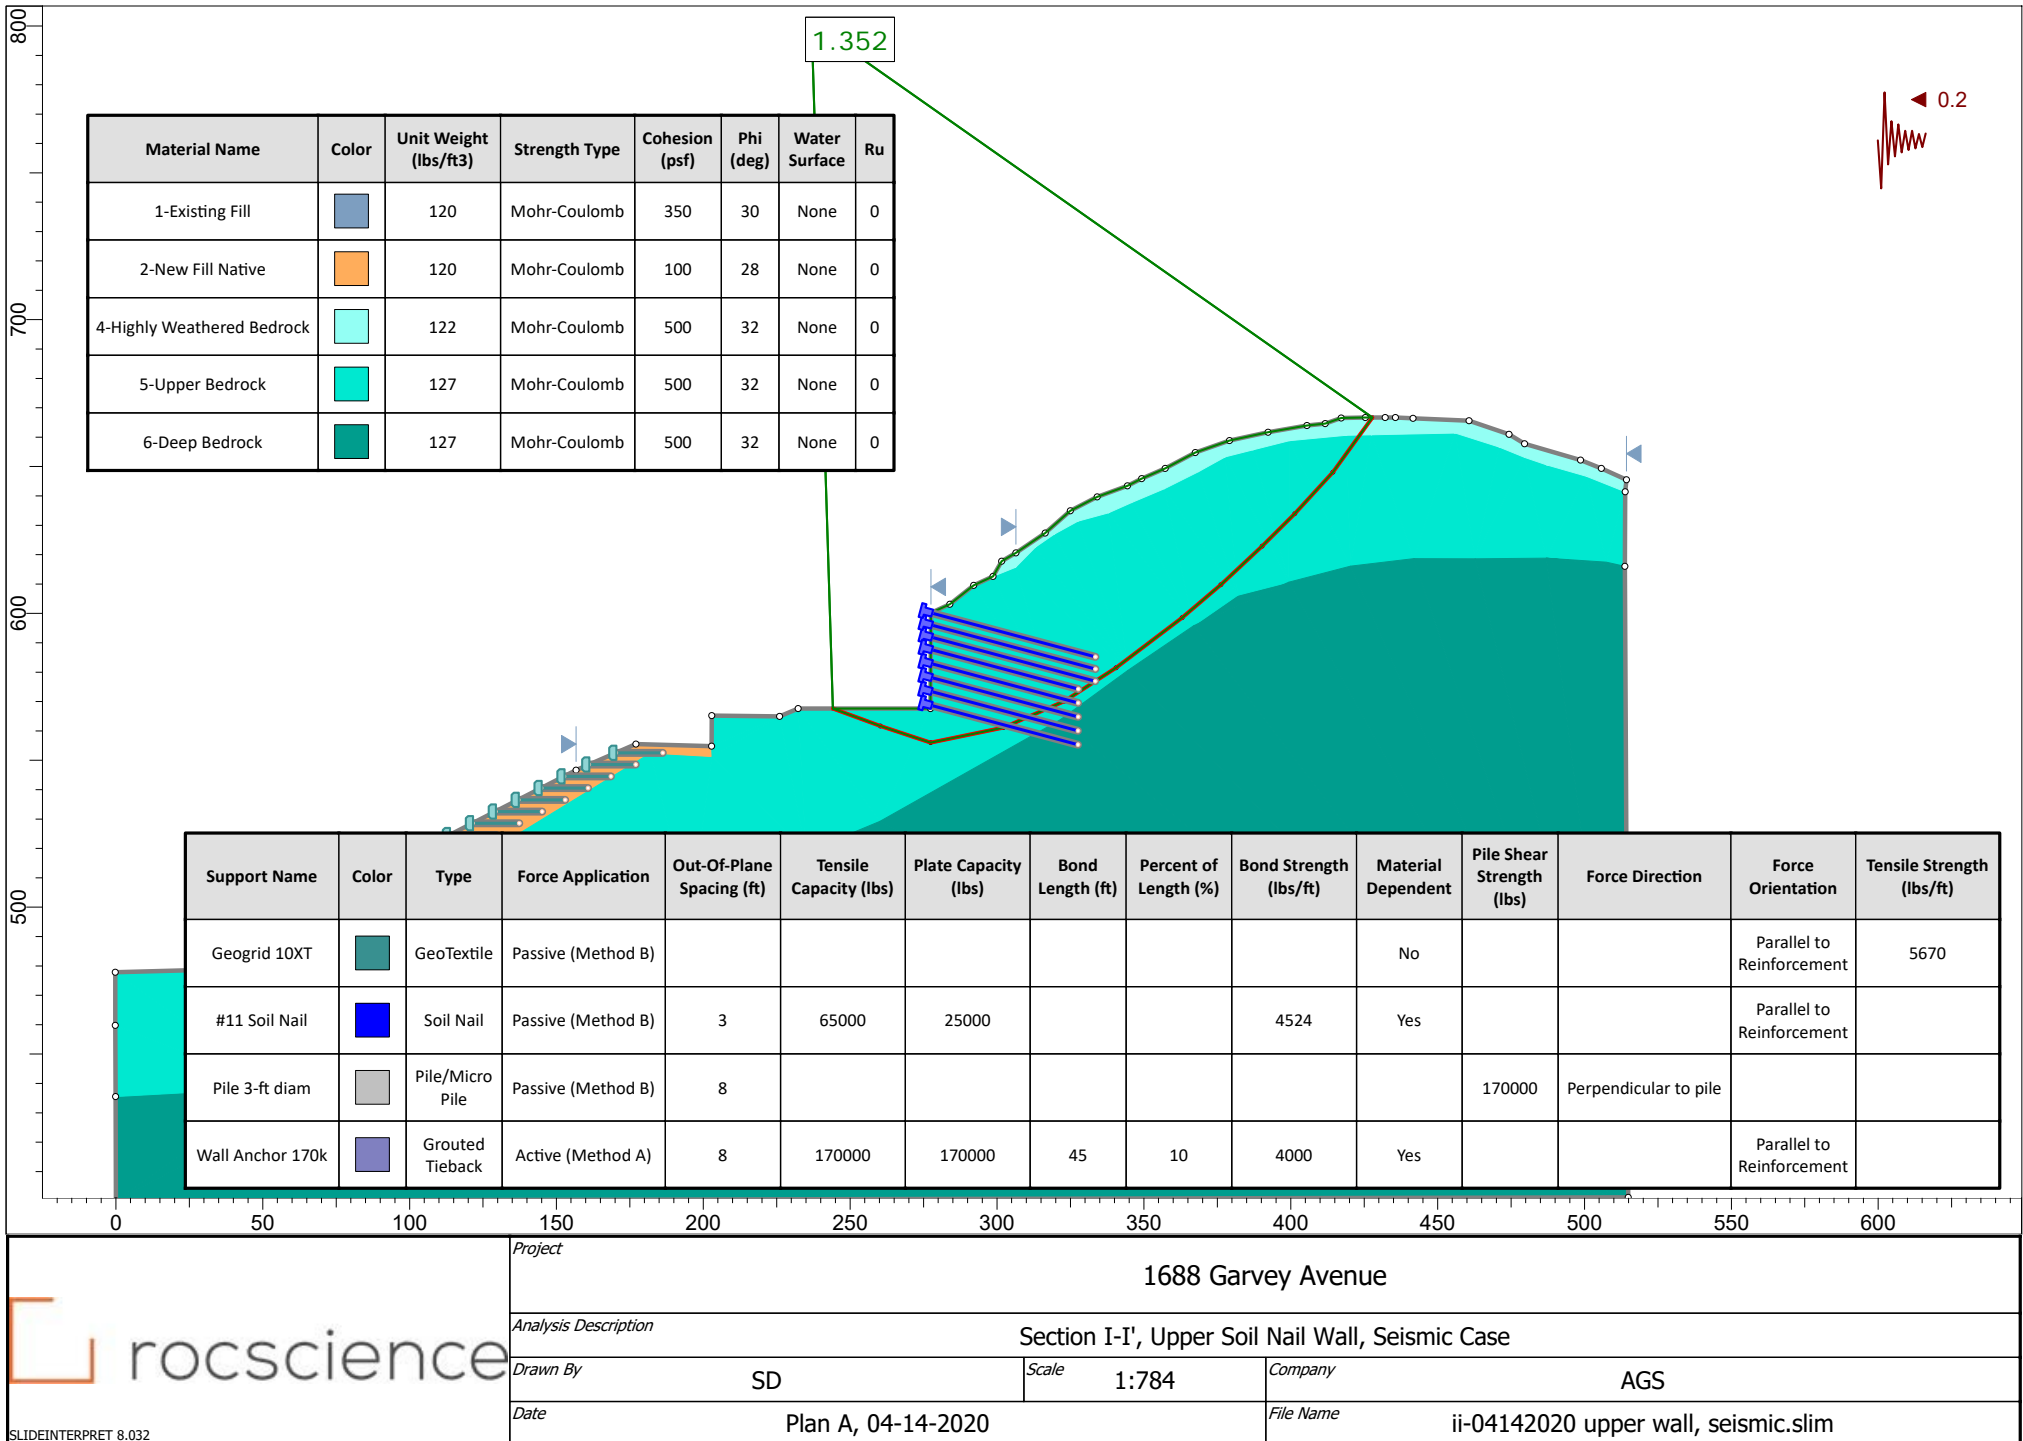 800
700
600
500
1.352
0.2
Material Name Color Unit Weight (lbs/ft3) Strength Type Cohesion (psf) Phi (deg) Water Surface Ru
1-Existing Fill 120 Mohr-Coulomb 350 30 None 0
2-New Fill Native 120 Mohr-Coulomb 100 28 None 0
4-Highly Weathered Bedrock 122 Mohr-Coulomb 500 32 None 0
5-Upper Bedrock 127 Mohr-Coulomb 500 32 None 0
6-Deep Bedrock 127 Mohr-Coulomb 500 32 None 0
Support Name Color Type Force Application Out-Of-Plane Spacing (ft) Tensile Capacity (lbs) Plate Capacity (lbs) Bond Length (ft) Percent of Length (%) Bond Strength (lbs/ft) Material Dependent Pile Shear Strength (lbs) Force Direction Force Orientation Tensile Strength (lbs/ft)
Geogrid 10XT GeoTextile Passive (Method B) No Parallel to Reinforcement 5670
#11 Soil Nail Soil Nail Passive (Method B) 3 65000 25000 4524 Yes Parallel to Reinforcement
Pile 3-ft diam Pile/Micro Pile Passive (Method B) 8 170000 Perpendicular to pile
Wall Anchor 170k Grouted Tieback Active (Method A) 8 170000 170000 45 10 4000 Yes Parallel to Reinforcement
0 50 100 150 200 250 300 350 400 450 500 550 600
rocscience
SLIDEINTERPRET 8.032
Project
1688 Garvey Avenue
Analysis Description
Section I-I', Upper Soil Nail Wall, Seismic Case
Drawn By SD Scale 1:784 Company AGS
Date Plan A, 04-14-2020 File Name ii-04142020 upper wall, seismic.slim